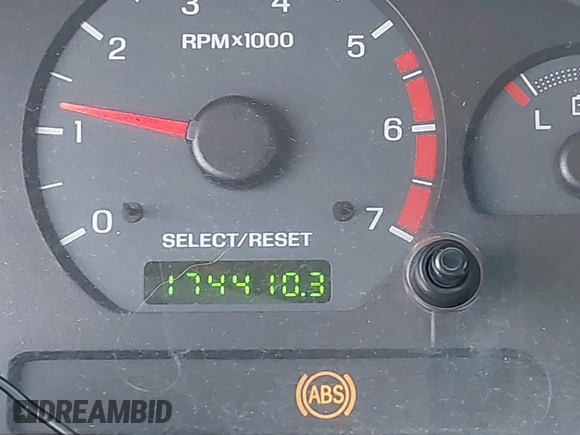 3 4
2 5
RPM×1000
1 6
L
0 7
SELECT/RESET
174410.3
ABS
DREAMBID